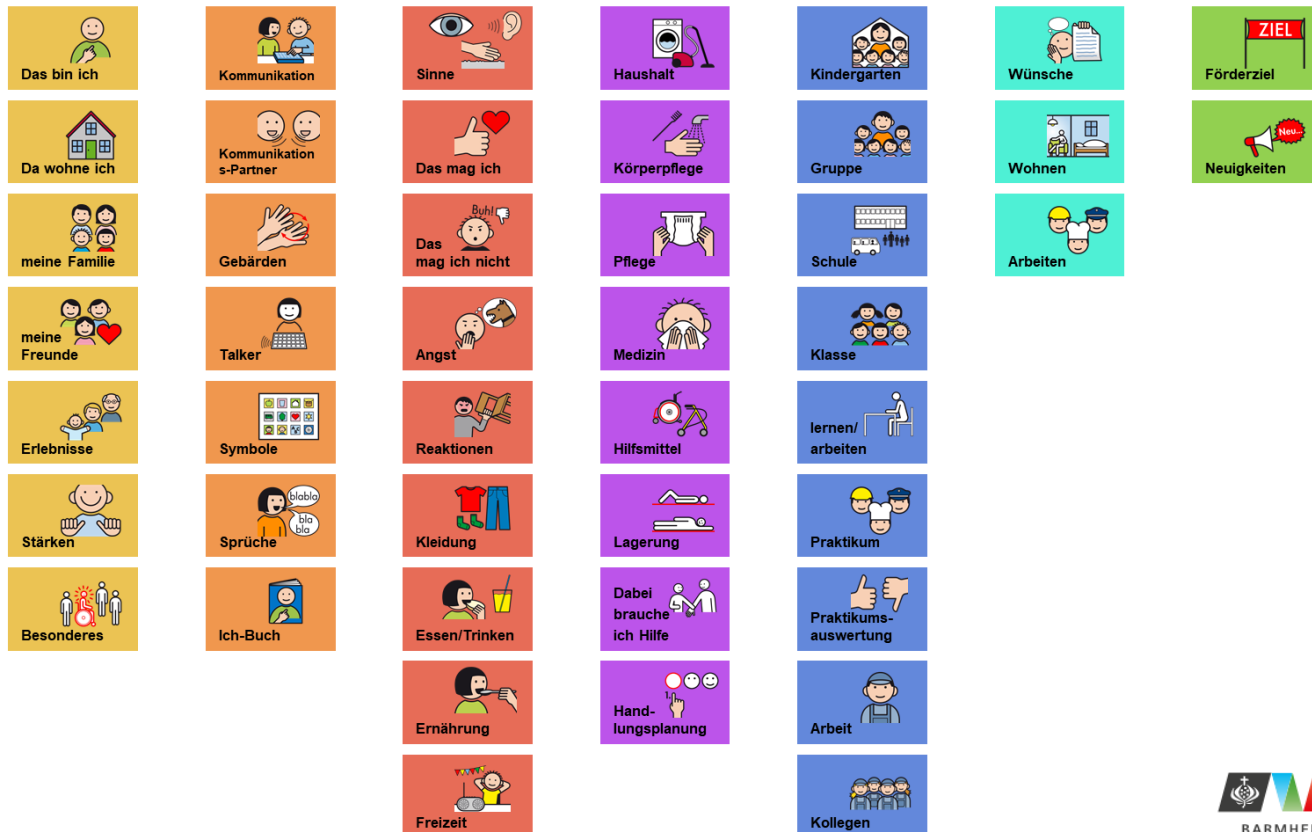 Das bin ich
Kommunikation
Sinne
Haushalt
Kindergarten
Wünsche
ZIEL
Förderziel
Da wohne ich
Kommunikation
s-Partner
Das mag ich
Körperpflege
Gruppe
Wohnen
Neu...
Neuigkeiten
meine Familie
Gebärden
Buh!
Das
mag ich nicht
Pflege
Schule
Arbeiten
meine
Freunde
Talker
Angst
Medizin
Klasse
Erlebnisse
Symbole
Reaktionen
Hilfsmittel
lernen/
arbeiten
Stärken
blabla
bla
bla
Sprüche
Kleidung
Lagerung
Praktikum
Besonderes
Ich-Buch
Essen/Trinken
Dabei
brauche
ich Hilfe
Praktikums-
auswertung
Ernährung
1.
Hand-
lungsplanung
Arbeit
Freizeit
Kollegen
BARMHE